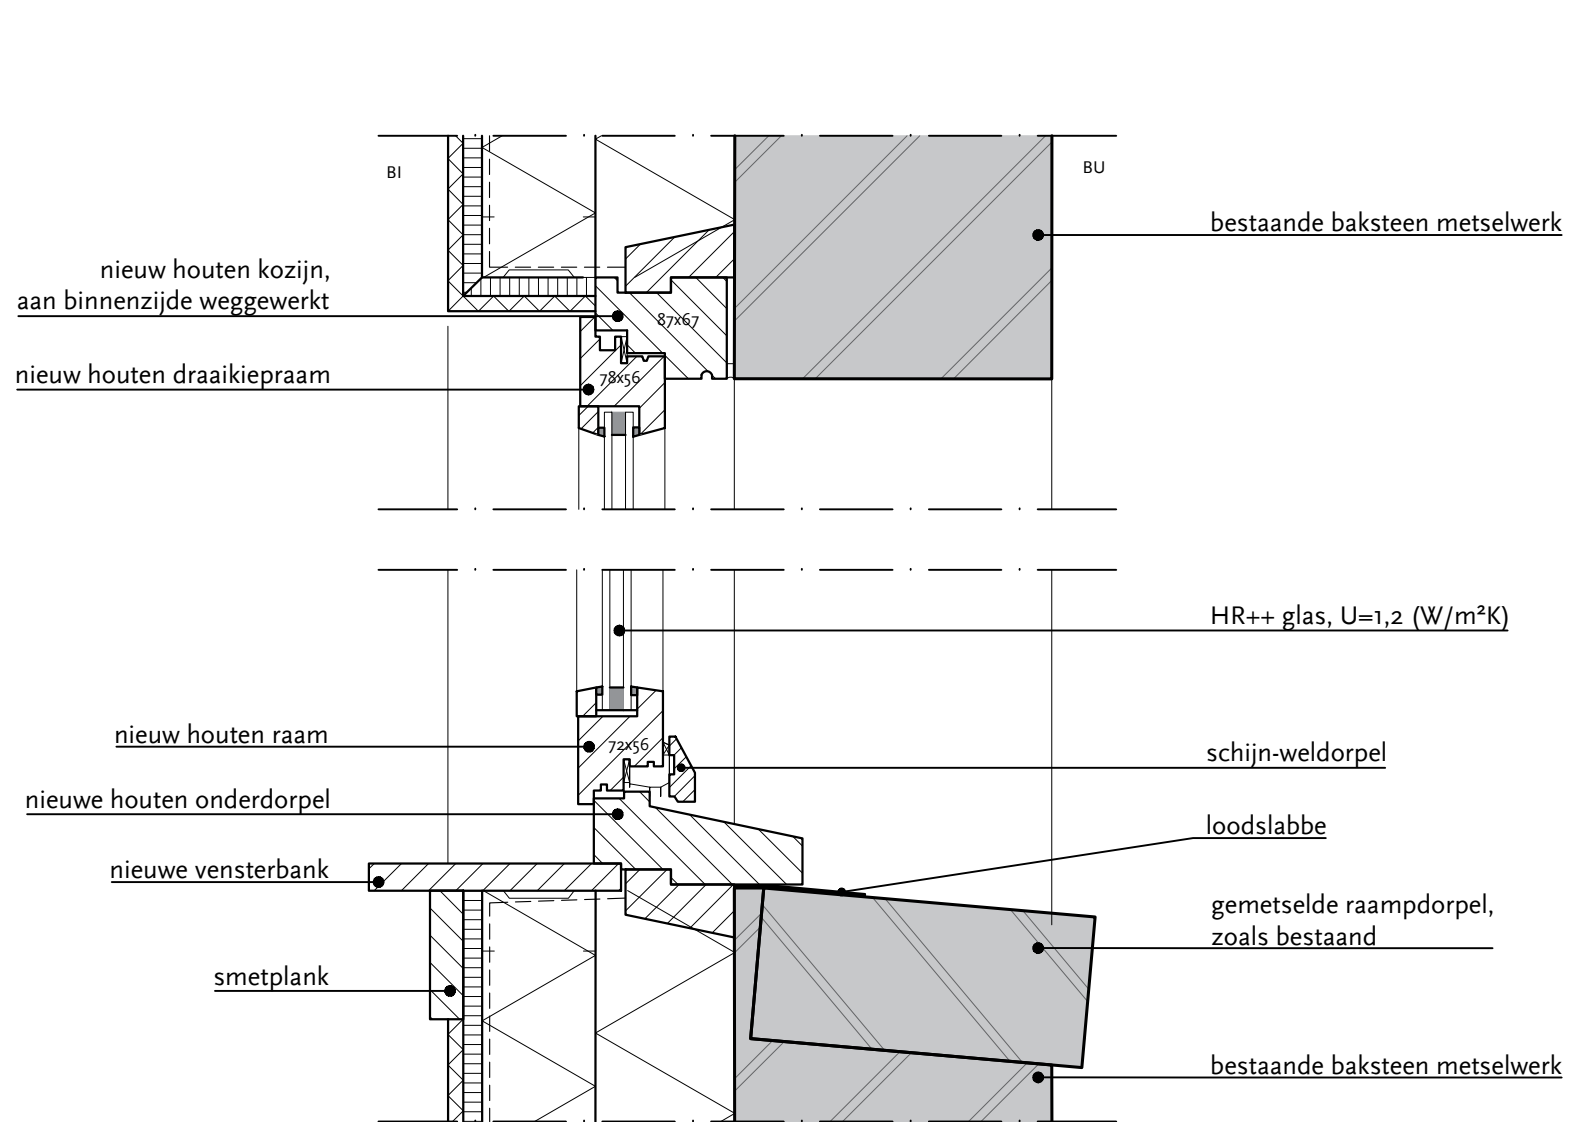 BI
BU
bestaande baksteen metselwerk
nieuw houten kozijn,
aan binnenzijde weggewerkt
87x67
nieuw houten draaikiepraam
78x56
HR++ glas, U=1,2 (W/m²K)
nieuw houten raam
72x56
schijn-weldorpel
nieuwe houten onderdorpel
loodslabbe
nieuwe vensterbank
gemetselde raampdorpel,
zoals bestaand
smetplank
bestaande baksteen metselwerk